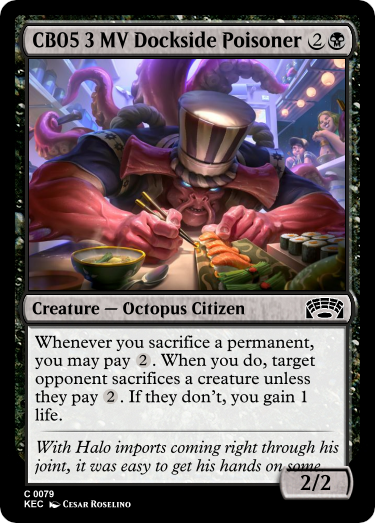 CB05 3 MV Dockside Poisoner 2
Creature — Octopus Citizen
Whenever you sacrifice a permanent,
you may pay 2. When you do, target
opponent sacrifices a creature unless
they pay 2. If they don't, you gain 1
life.
With Halo imports coming right through his
joint, it was easy to get his hands on some
2/2
C 0079
KEC Cesar Roselino